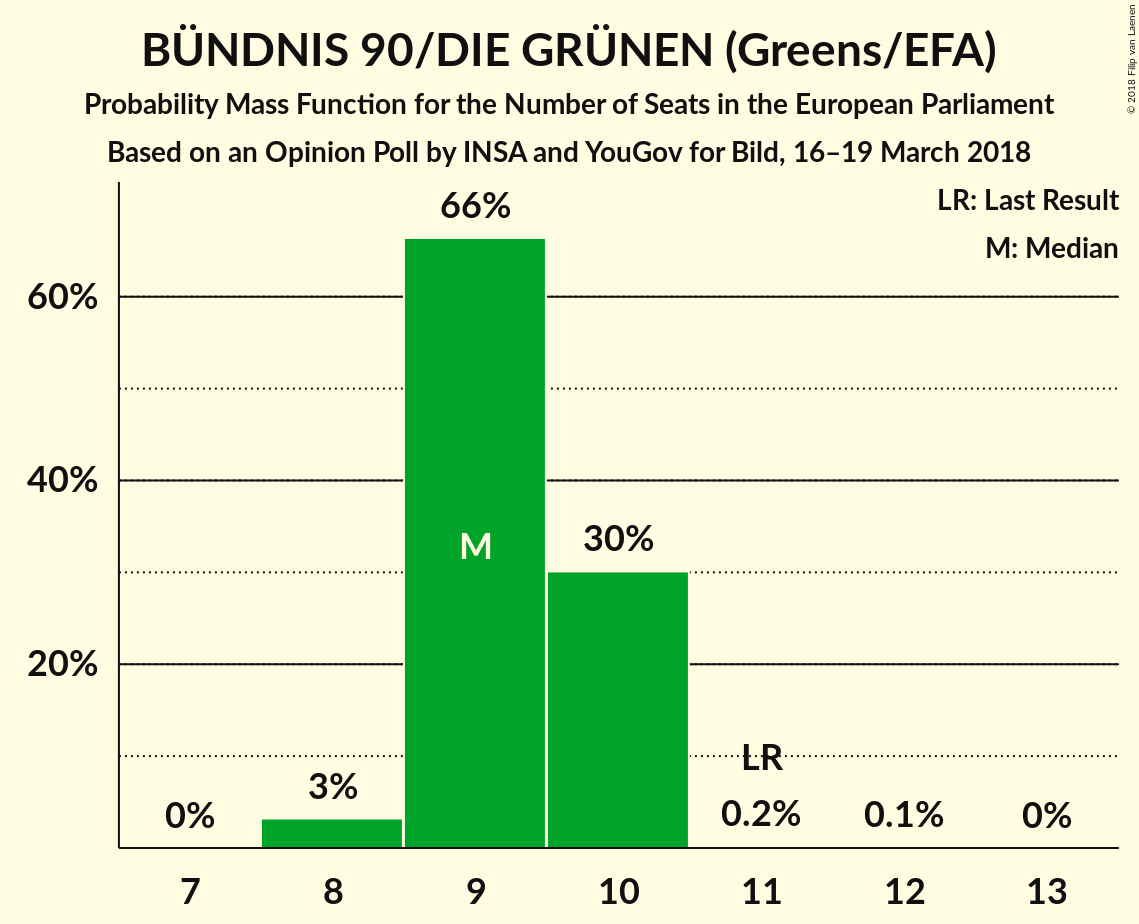 BÜNDNIS 90/DIE GRÜNEN (Greens/EFA)
Probability Mass Function for the Number of Seats in the European Parliament
Based on an Opinion Poll by INSA and YouGov for Bild, 16–19 March 2018
© 2018 Filip van Laenen
LR: Last Result
M: Median
66%
60%
40%
M
30%
20%
LR
3%
0%
0.2%
0.1%
0%
7 8 9 10 11 12 13